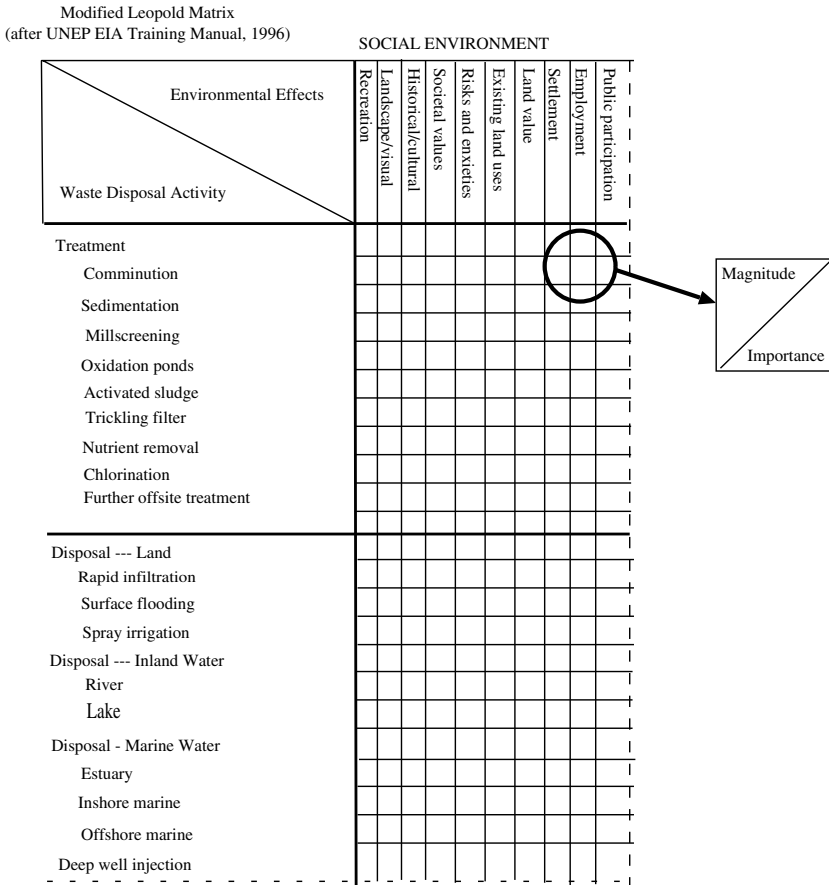 Modified Leopold Matrix
(after UNEP EIA Training Manual, 1996)
SOCIAL ENVIRONMENT
Environmental Effects
Waste Disposal Activity
Recreation
Landscape/visual
Historical/cultural
Societal values
Risks and enxieties
Existing land uses
Land value
Settlement
Employment
Public participation
Magnitude
Importance
Treatment
Comminution
Sedimentation
Millscreening
Oxidation ponds
Activated sludge
Trickling filter
Nutrient removal
Chlorination
Further offsite treatment
Disposal --- Land
Rapid infiltration
Surface flooding
Spray irrigation
Disposal --- Inland Water
River
Lake
Disposal - Marine Water
Estuary
Inshore marine
Offshore marine
Deep well injection